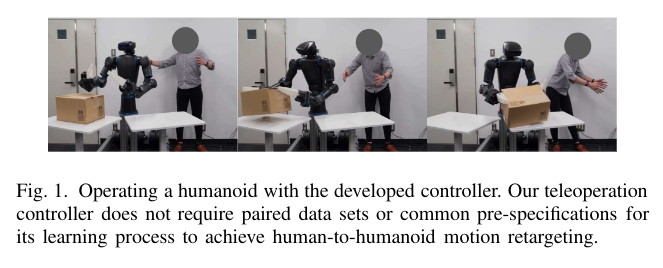 Fig. 1. Operating a humanoid with the developed controller. Our teleoperation
controller does not require paired data sets or common pre-specifications for
its learning process to achieve human-to-humanoid motion retargeting.